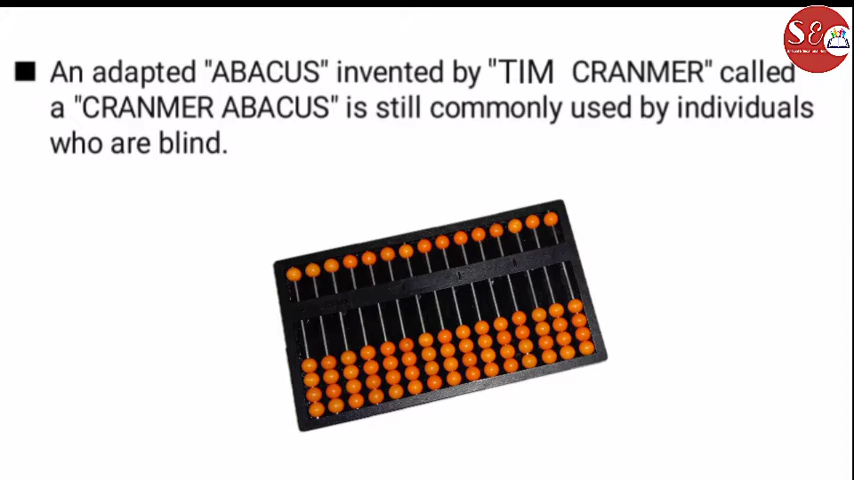 An adapted "ABACUS" invented by "TIM CRANMER" called
a "CRANMER ABACUS" is still commonly used by individuals
who are blind.
SEC